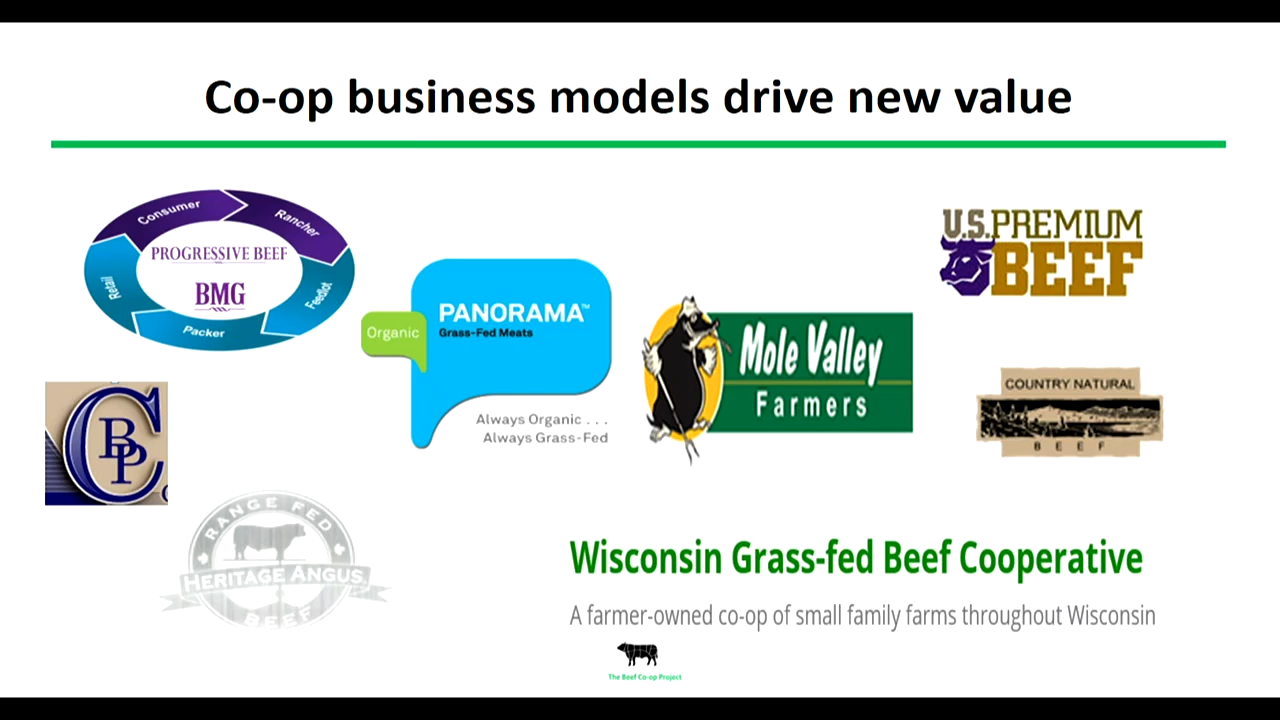 Co-op business models drive new value
Consumer
Rancher
Feedlot
Packer
Retail
PROGRESSIVE BEEF
BMG
Organic
PANORAMA™
Grass-Fed Meats
Always Organic . . .
Always Grass-Fed
Mole Valley
Farmers
U.S. PREMIUM
BEEF
COUNTRY NATURAL
BEEF
CBP
RANGE FED
HERITAGE ANGUS
BEEF
Wisconsin Grass-fed Beef Cooperative
A farmer-owned co-op of small family farms throughout Wisconsin
The Beef Co-op Project